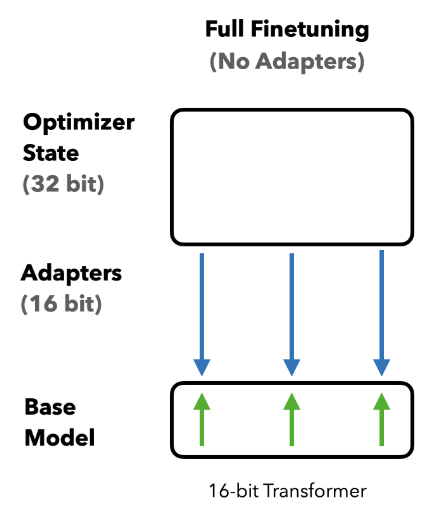 Full Finetuning
(No Adapters)
Optimizer
State
(32 bit)
Adapters
(16 bit)
Base
Model
16-bit Transformer